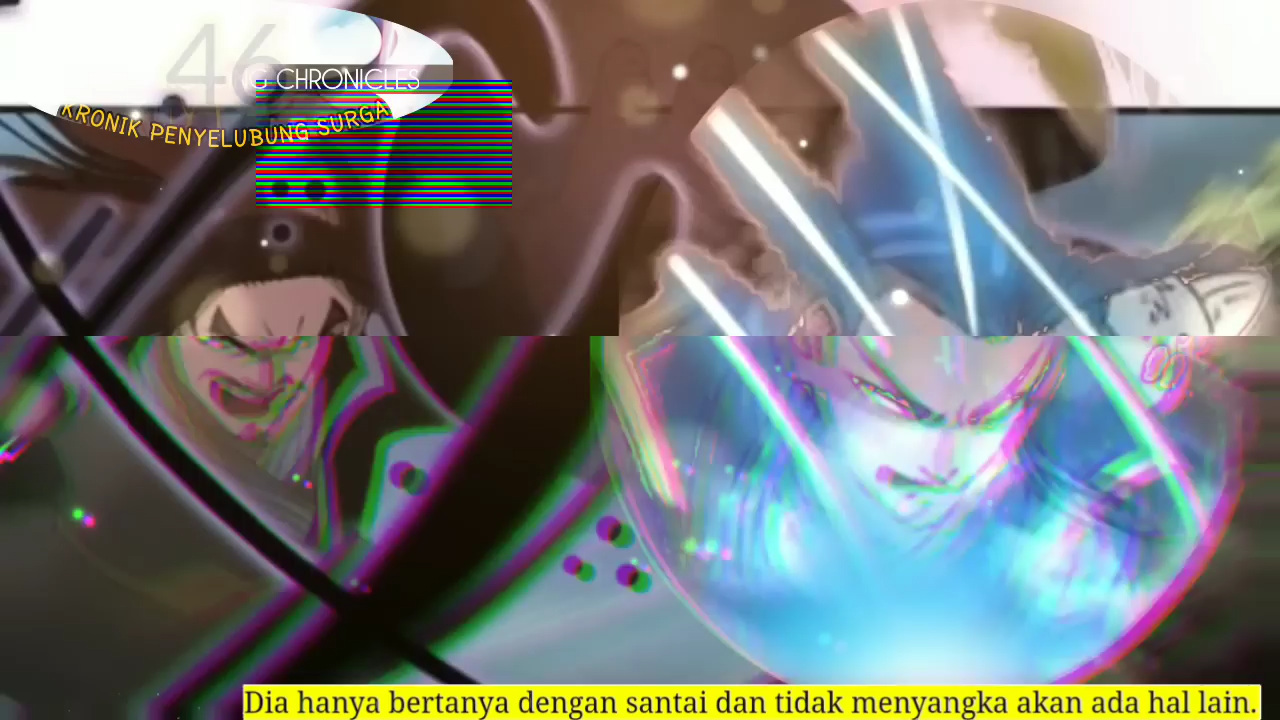 46
G CHRONICLES
KRONIK PENYELUBUNG SURGA
Dia hanya bertanya dengan santai dan tidak menyangka akan ada hal lain.